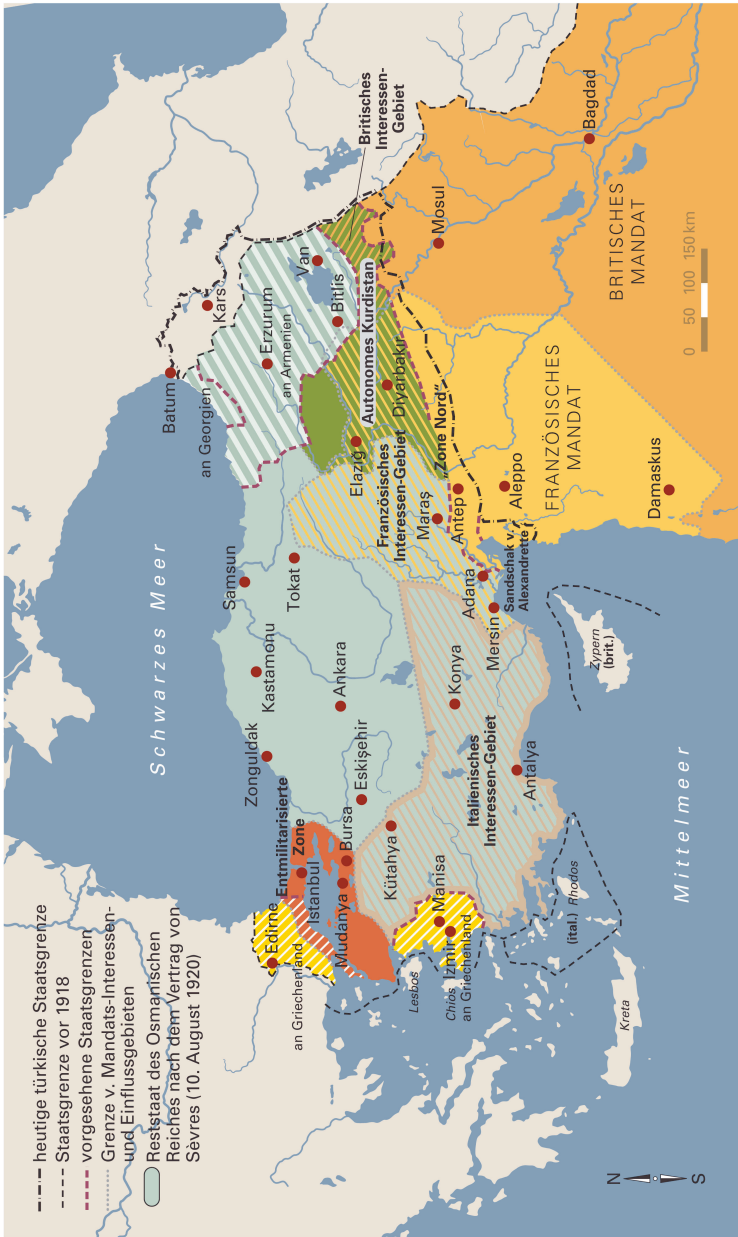 heutige türkische Staatsgrenze
Staatsgrenze vor 1918
vorgesehene Staatsgrenzen
Grenze v. Mandats-Interessen-
und Einflussgebieten
Reststaat des Osmanischen
Reiches nach dem Vertrag von
Sèvres (10. August 1920)
Schwarzes Meer
Batum
Kars
an Georgien
Erzurum
an Armenien
Van
Bitlis
Britisches
Interessen-
Gebiet
Samsun
Tokat
Kastamonu
Zonguldak
Ankara
Eskişehir
Entmilitarisierte
Zone
Edirne
an Griechenland
Istanbul
Bursa
Mudanya
Kütahya
Elazığ
Autonomes Kurdistan
Diyarbakır
Französisches
Interessen-Gebiet
„Zone Nord“
Maraş
Antep
Adana
Mersin
Sandschak v.
Alexandrette
Aleppo
Konya
Italienisches
Interessen-Gebiet
Antalya
Manisa
Izmir
an Griechenland
Lesbos
Chios
(ital.) Rhodos
Kreta
Zypern
(brit.)
Mittelmeer
Mosul
Bagdad
BRITISCHES
MANDAT
FRANZÖSISCHES
MANDAT
Damaskus
0 50 100 150 km
N
S